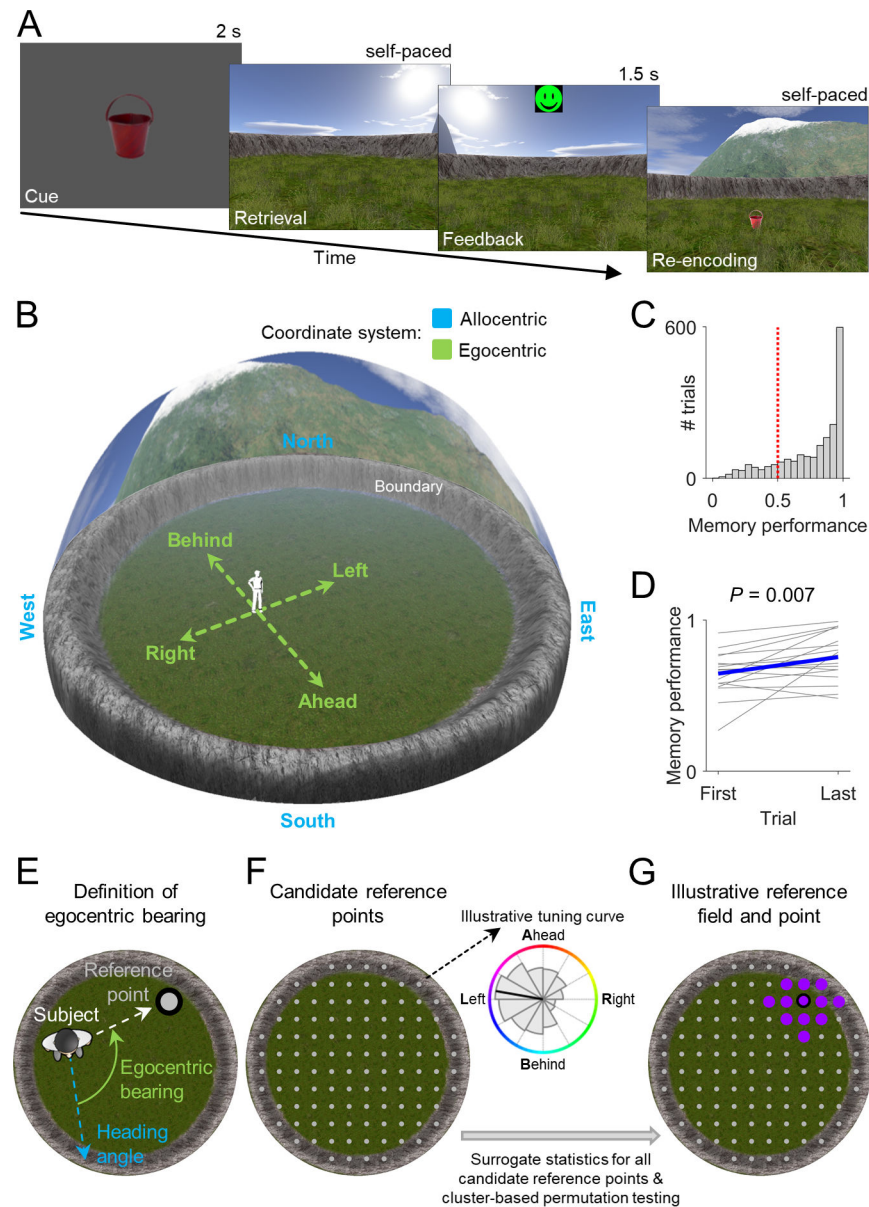 A
2 s
self-paced
1.5 s
self-paced
Cue
Retrieval
Feedback
Re-encoding
Time
B
Coordinate system:
Allocentric
Egocentric
North
Boundary
Behind
Left
West
East
Right
Ahead
South
C
600
# trials
0
0
0.5
1
Memory performance
D
P = 0.007
1
Memory performance
0
First
Last
Trial
E
Definition of
egocentric bearing
Reference
point
Subject
Egocentric
bearing
Heading
angle
F
Candidate reference
points
Illustrative tuning curve
Ahead
Left
Right
Behind
Surrogate statistics for all
candidate reference points &
cluster-based permutation testing
G
Illustrative reference
field and point